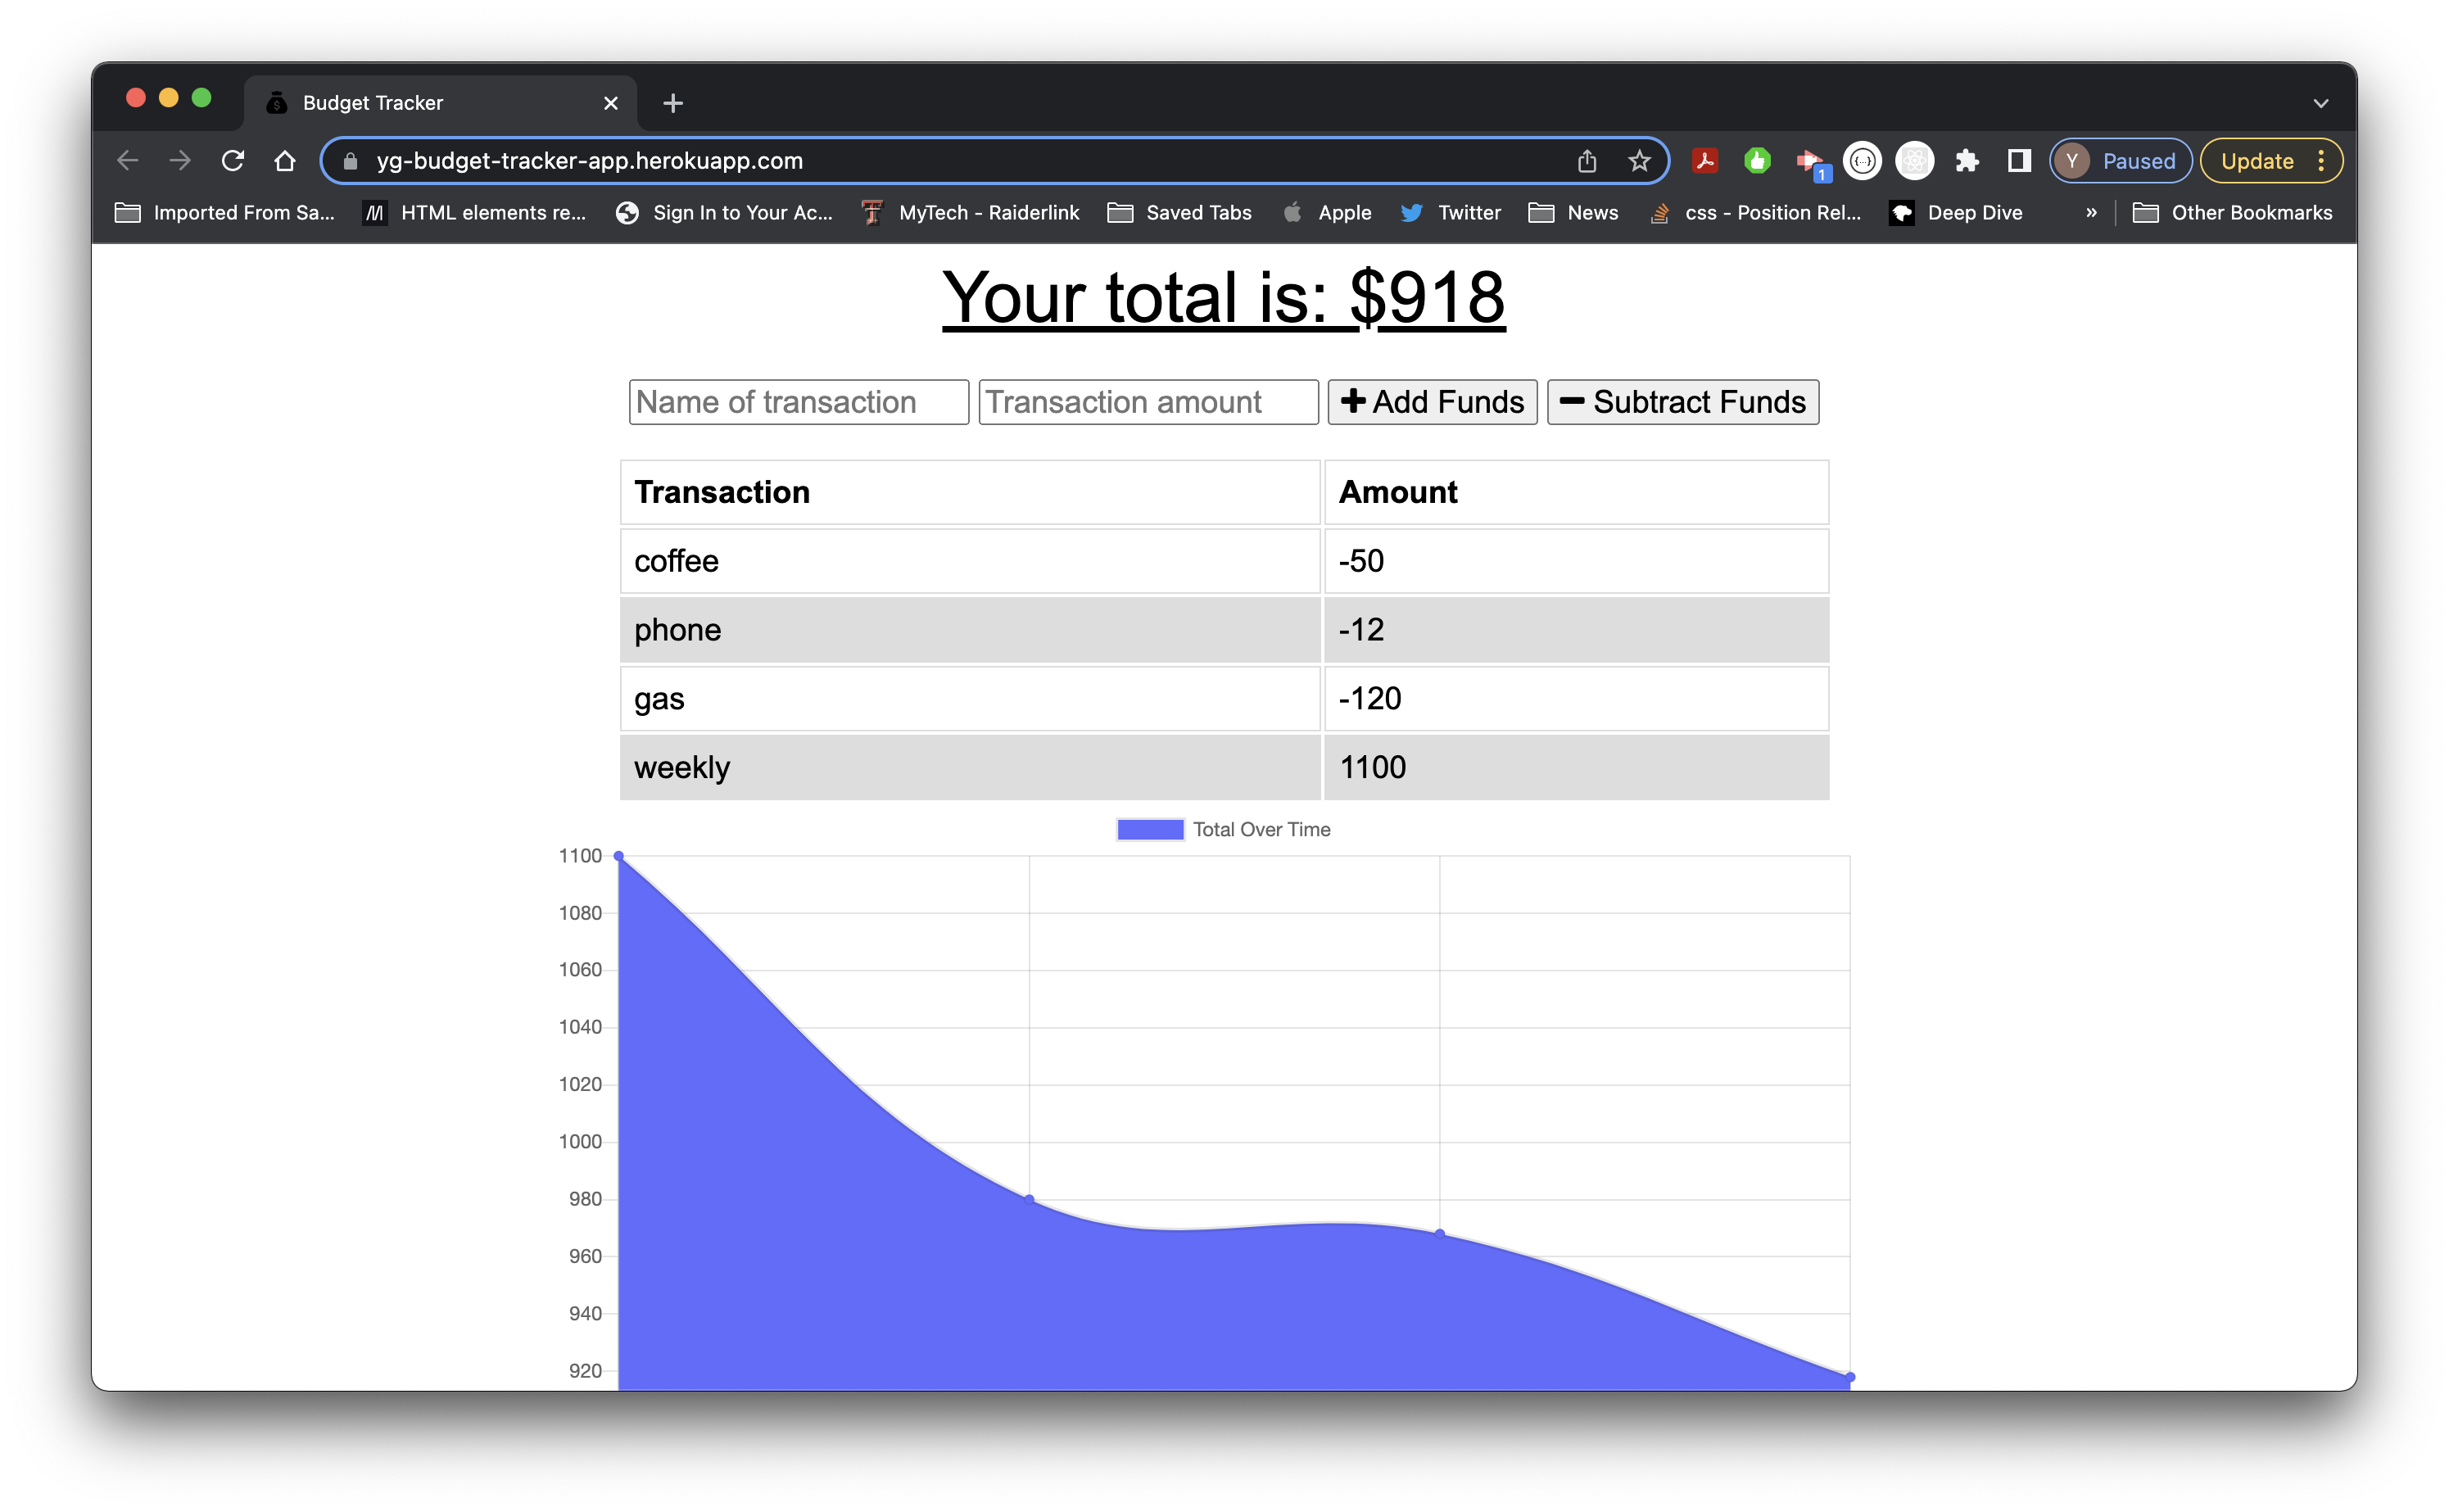 Budget Tracker
yg-budget-tracker-app.herokuapp.com
1
Y
Paused
Update
Imported From Sa...
HTML elements re...
Sign In to Your Ac...
MyTech - Raiderlink
Saved Tabs
Apple
Twitter
News
css - Position Rel...
Deep Dive
»
Other Bookmarks
Your total is: $918
Name of transaction
Transaction amount
Add Funds
Subtract Funds
Transaction Amount
coffee -50
phone -12
gas -120
weekly 1100
Total Over Time
1100
1080
1060
1040
1020
1000
980
960
940
920